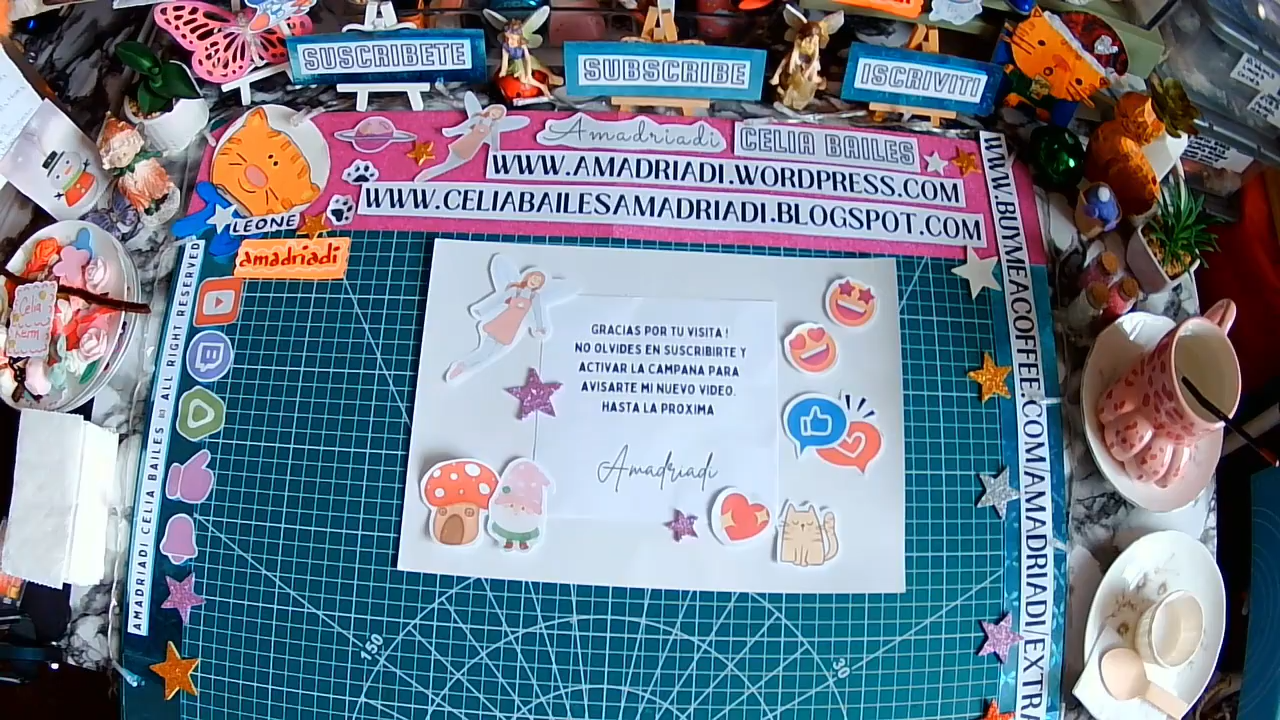 SUSCRIBETE
SUBSCRIBE
ISCRIVITI
Amadriadi CELIA BAILES
WWW.AMADRIADI.WORDPRESS.COM
WWW.CELIABAILESAMADRIADI.BLOGSPOT.COM
LEONE
amadriadi
AMADRIADI CELIA BAILES (C) ALL RIGHT RESERVED
WWW.BUYMEACOFFEE.COM/AMADRIADI/EXTRA
Celia
GRACIAS POR TU VISITA !
NO OLVIDES EN SUSCRIBIRTE Y
ACTIVAR LA CAMPANA PARA
AVISARTE MI NUEVO VIDEO.
HASTA LA PROXIMA
Amadriadi
150
30